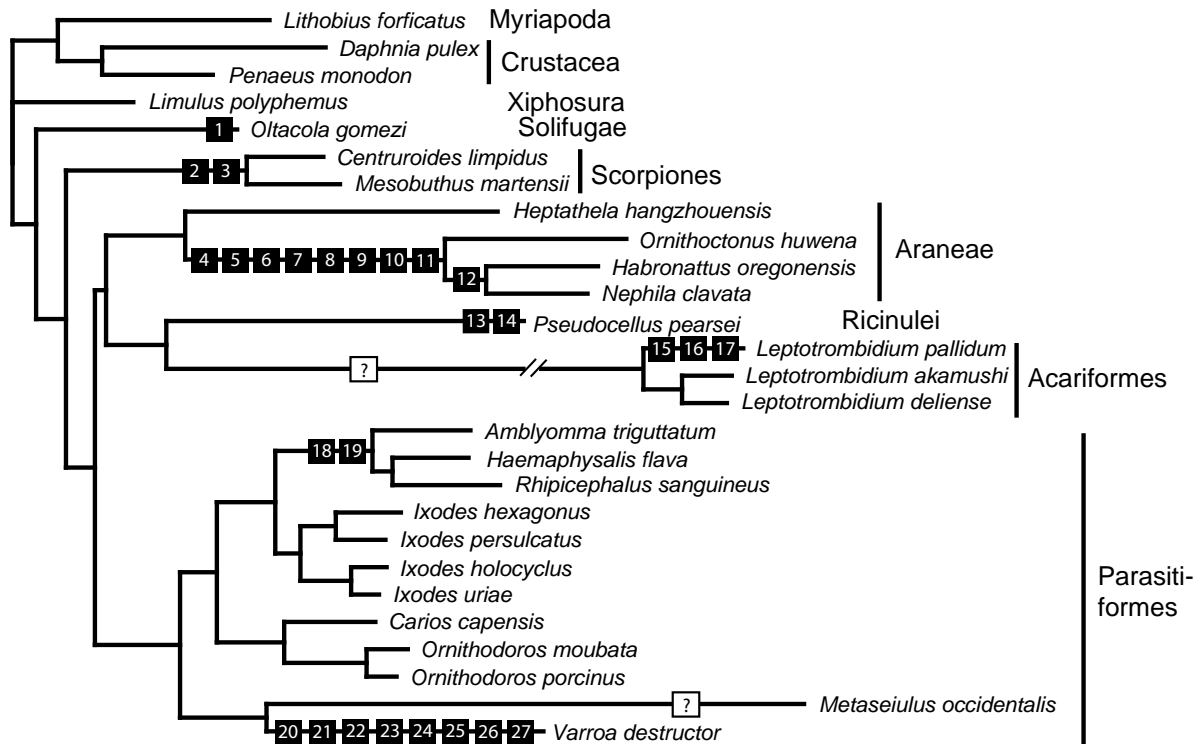 Lithobius forficatus Myriapoda
Daphnia pulex
Crustacea
Penaeus monodon
Limulus polyphemus Xiphosura
1 Oltacola gomezi Solifugae
Centruroides limpidus
2 3 Scorpiones
Mesobuthus martensii
Heptathela hangzhouensis
Ornithoctonus huwena
Araneae
4 5 6 7 8 9 10 11
12 Habronattus oregonensis
Nephila clavata
13 14 Pseudocellus pearsei Ricinulei
15 16 17 Leptotrombidium pallidum
? Leptotrombidium akamushi Acariformes
Leptotrombidium deliense
Amblyomma triguttatum
18 19
Haemaphysalis flava
Rhipicephalus sanguineus
Ixodes hexagonus
Ixodes persulcatus
Ixodes holocyclus
Parasiti-
formes
Ixodes uriae
Carios capensis
Ornithodoros moubata
Ornithodoros porcinus
? Metaseiulus occidentalis
20 21 22 23 24 25 26 27 Varroa destructor